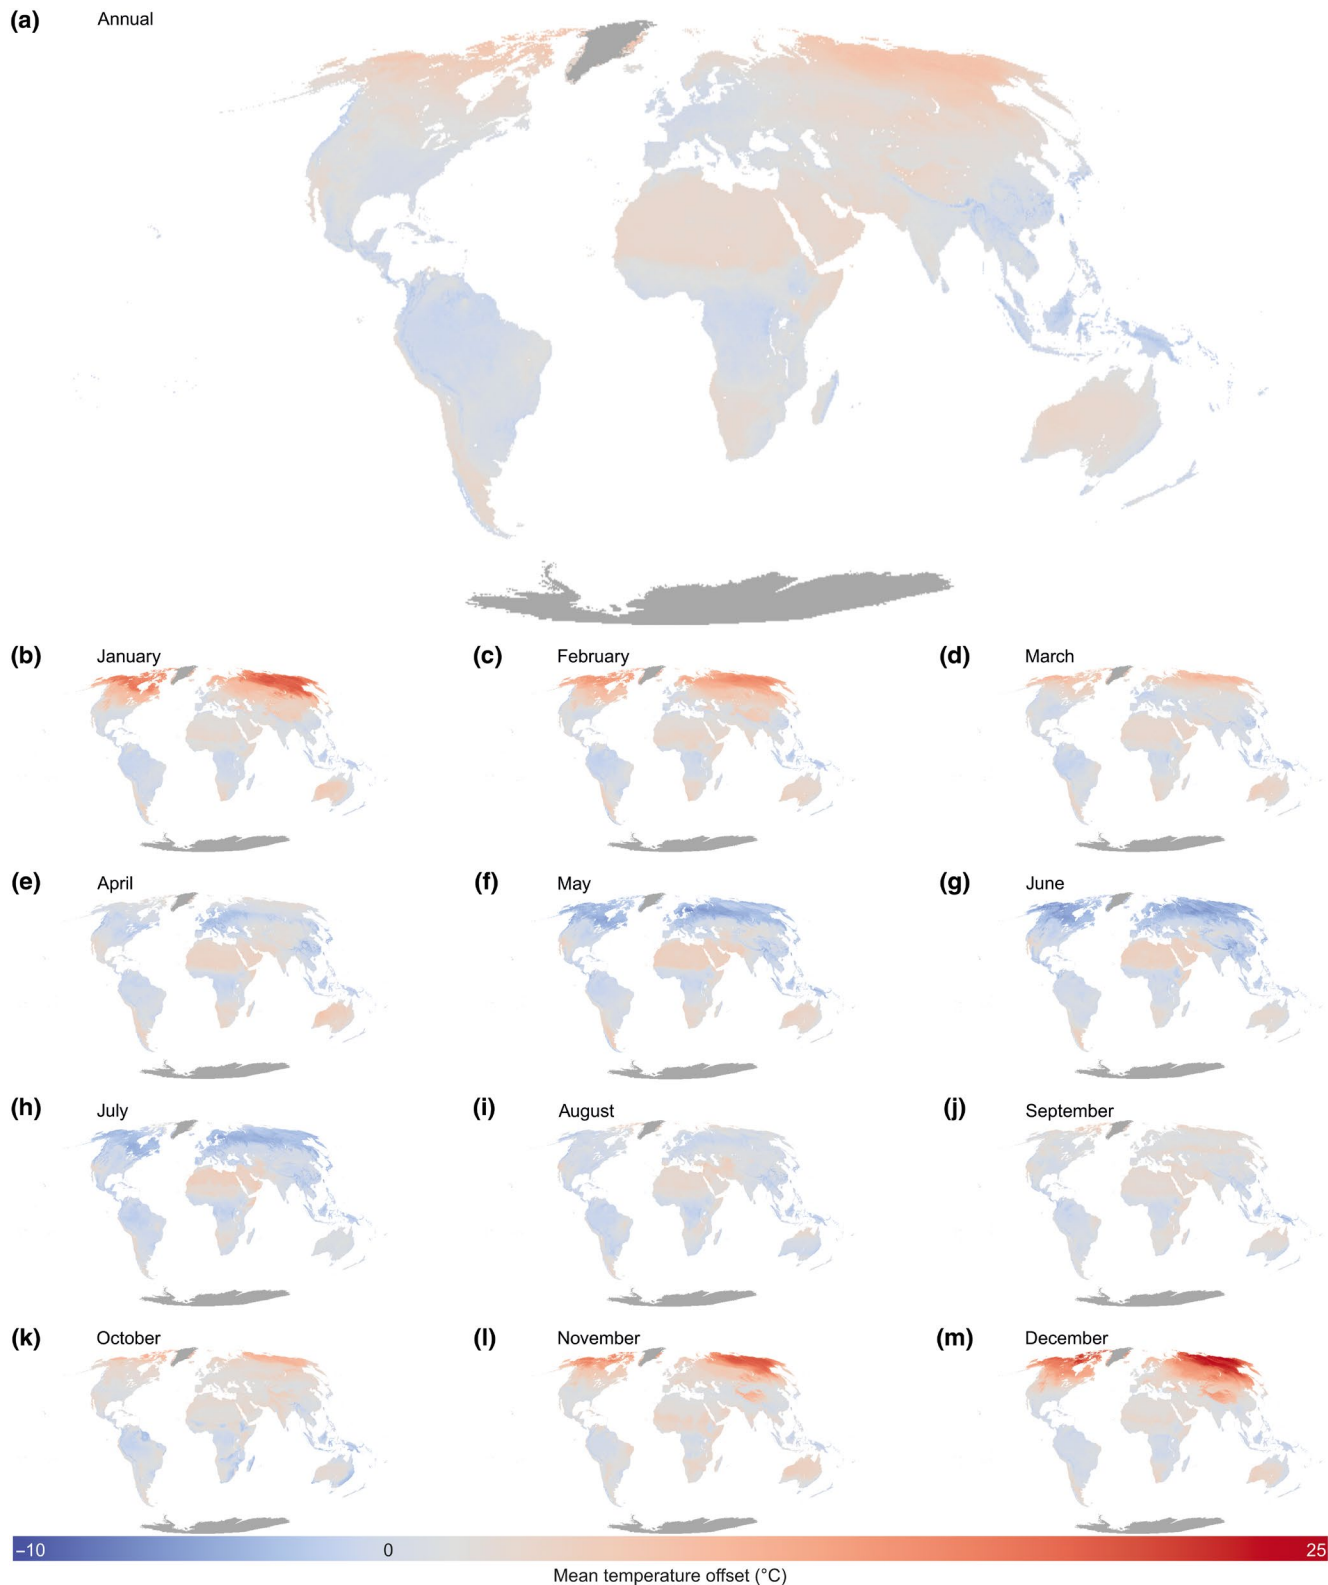 (a) Annual
(b) January
(c) February
(d) March
(e) April
(f) May
(g) June
(h) July
(i) August
(j) September
(k) October
(l) November
(m) December
−10 0 25
Mean temperature offset (°C)